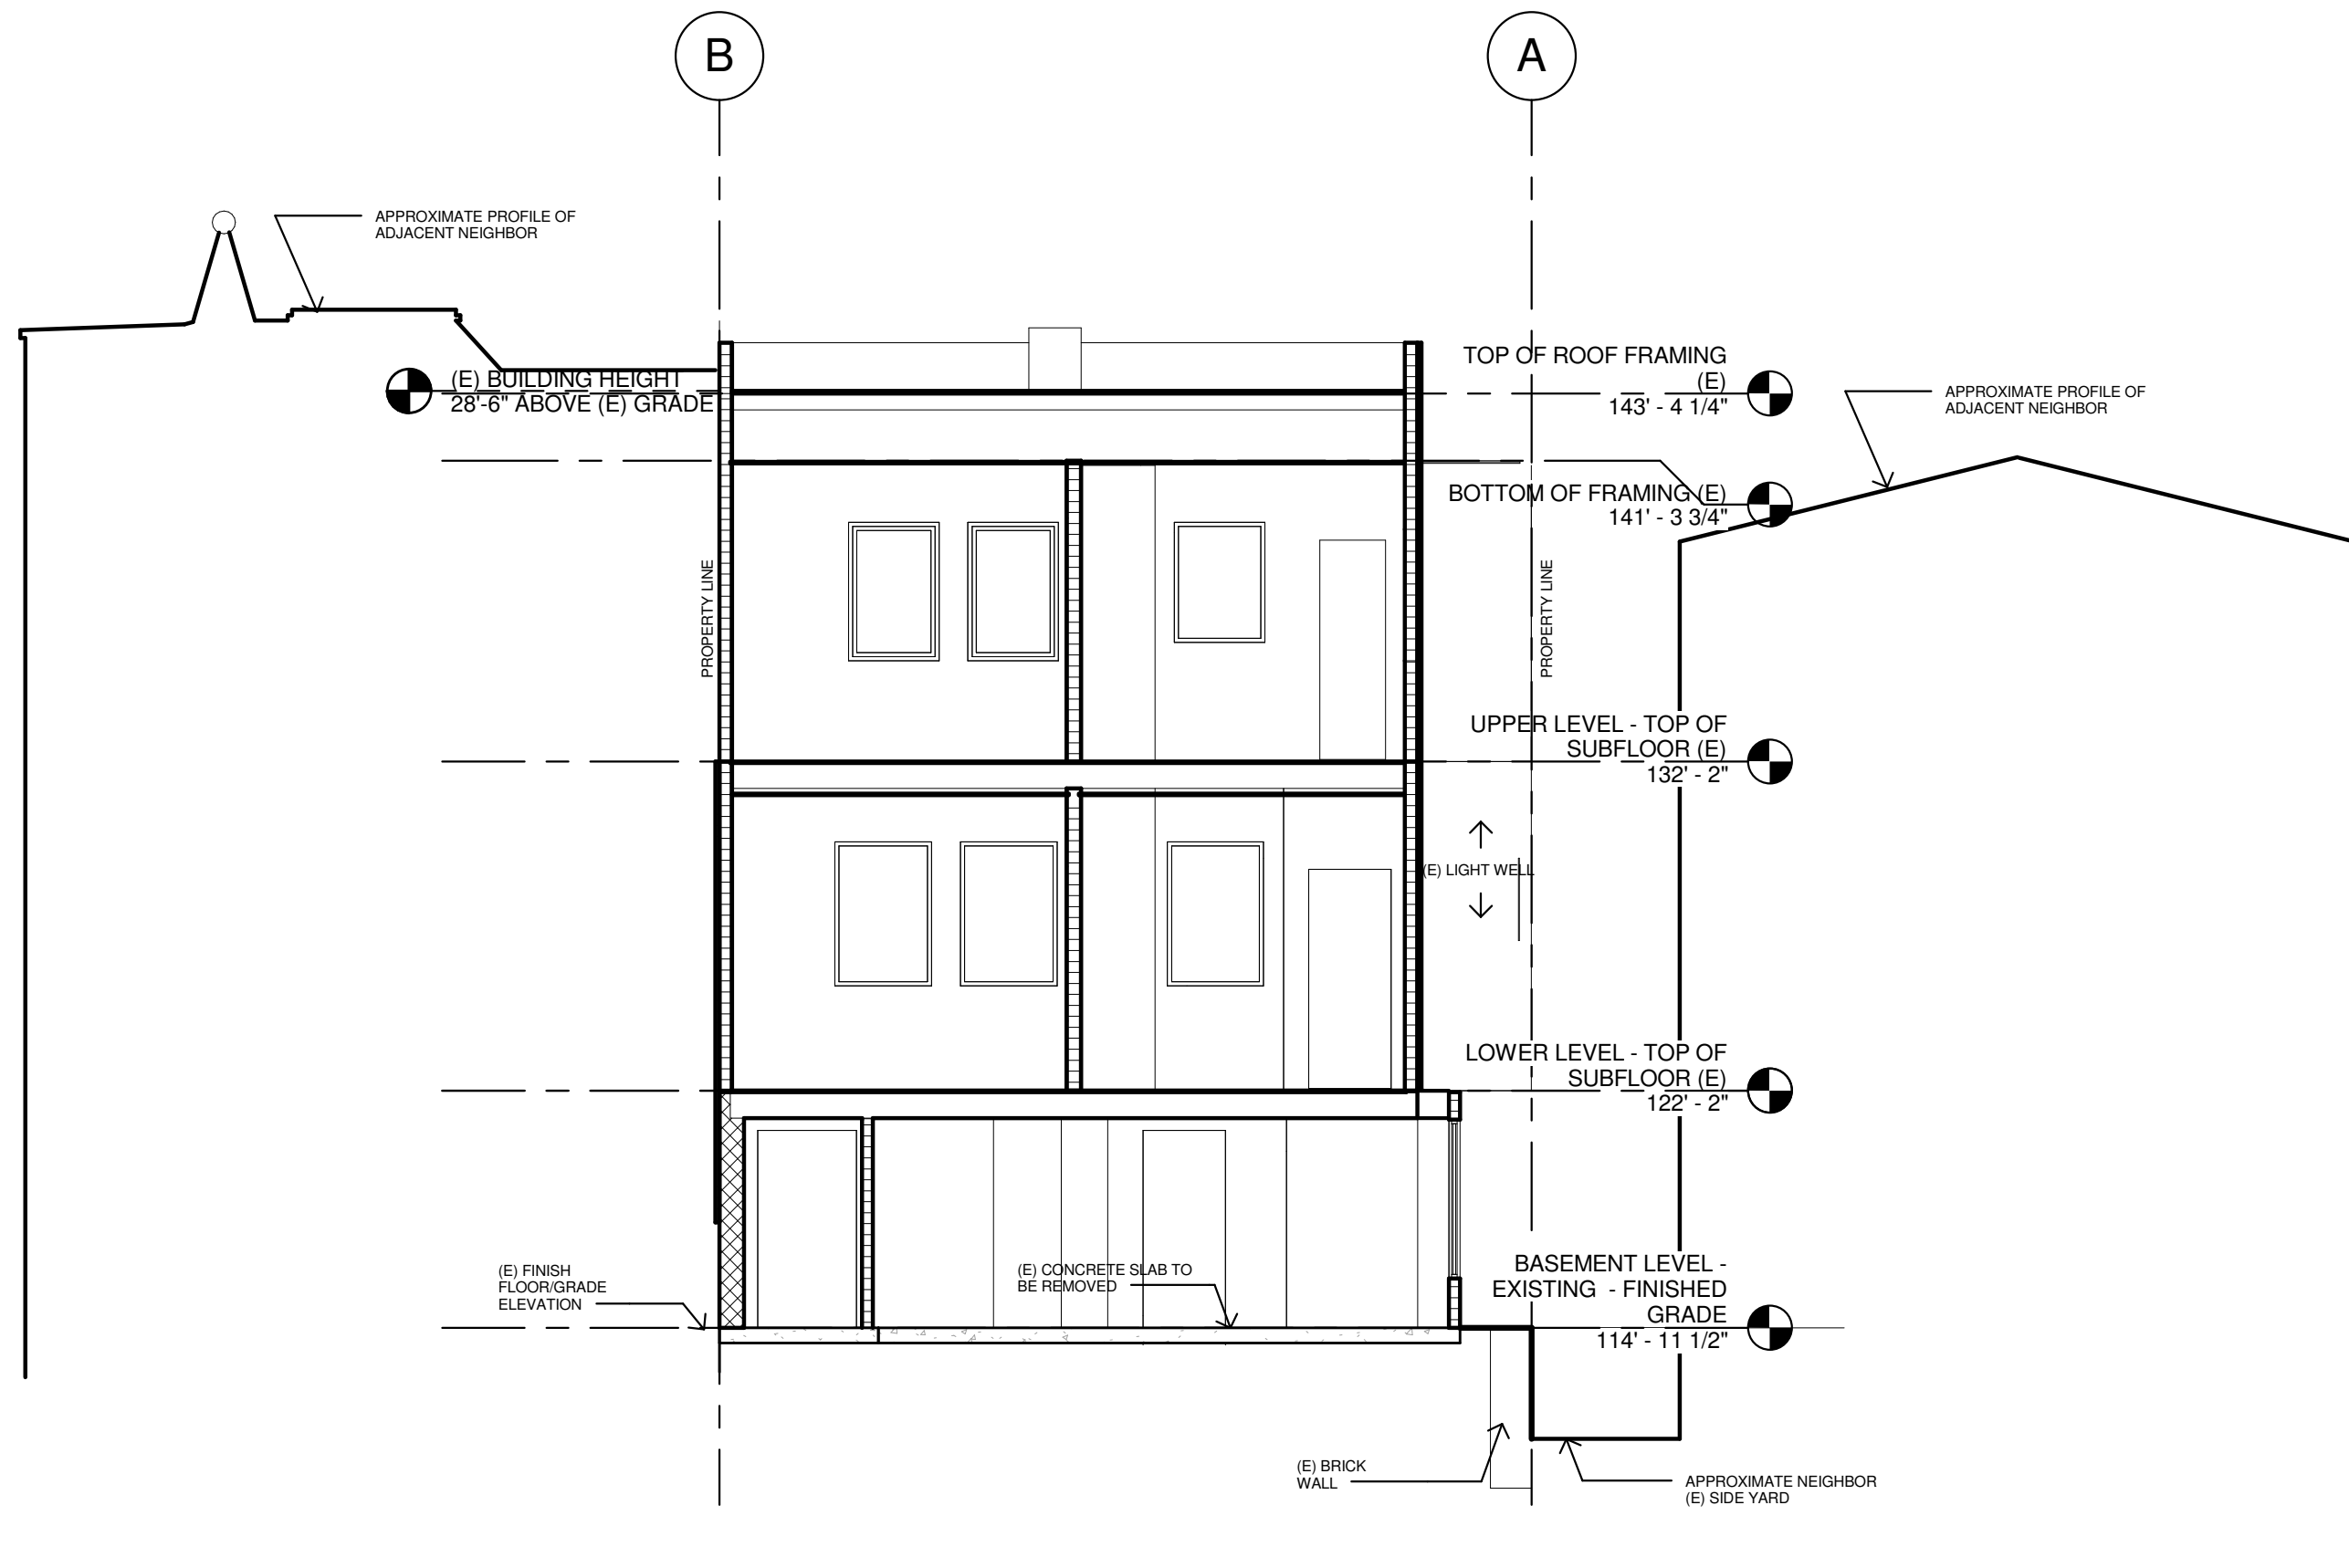 B
A
APPROXIMATE PROFILE OF
ADJACENT NEIGHBOR
(E) BUILDING HEIGHT
28'-6" ABOVE (E) GRADE
TOP OF ROOF FRAMING
(E)
143' - 4 1/4"
APPROXIMATE PROFILE OF
ADJACENT NEIGHBOR
BOTTOM OF FRAMING (E)
141' - 3 3/4"
PROPERTY LINE
PROPERTY LINE
UPPER LEVEL - TOP OF
SUBFLOOR (E)
132' - 2"
(E) LIGHT WELL
LOWER LEVEL - TOP OF
SUBFLOOR (E)
122' - 2"
(E) FINISH
FLOOR/GRADE
ELEVATION
(E) CONCRETE SLAB TO
BE REMOVED
BASEMENT LEVEL -
EXISTING - FINISHED
GRADE
114' - 11 1/2"
(E) BRICK
WALL
APPROXIMATE NEIGHBOR
(E) SIDE YARD